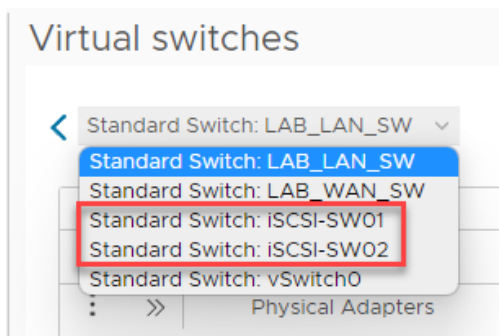 Virtual switches
Standard Switch: LAB_LAN_SW
Standard Switch: LAB_LAN_SW
Standard Switch: LAB_WAN_SW
Standard Switch: iSCSI-SW01
Standard Switch: iSCSI-SW02
Standard Switch: vSwitch0
Physical Adapters